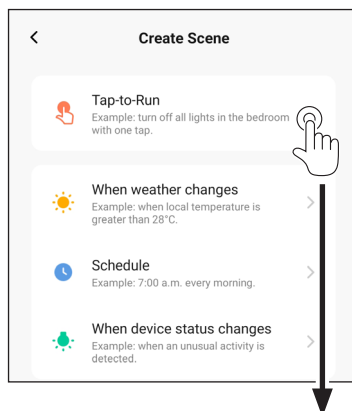 Create Scene
Tap-to-Run
Example: turn off all lights in the bedroom
with one tap.
When weather changes
Example: when local temperature is
greater than 28°C.
Schedule
Example: 7:00 a.m. every morning.
When device status changes
Example: when an unusual activity is
detected.